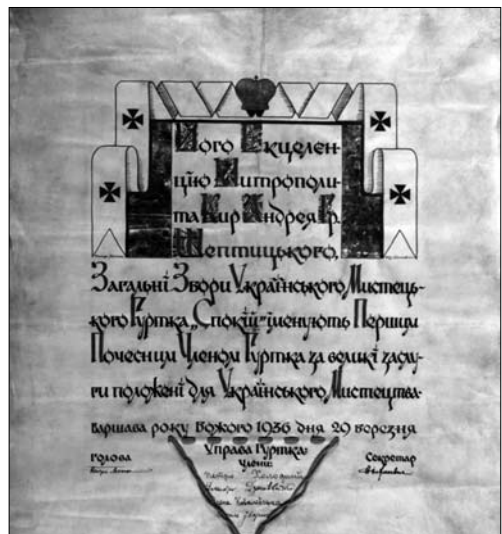 Його Екцелен-
цію Митрополи-
та Кир Андрея Гр.
Шептицького,
Загальні Збори Українського Мистець-
кого Гуртка „Спокій" іменують Першим
Почесним Членом Гуртка за великі заслу-
ги положені для Українського Мистецтва.
Варшава року Божого 1936 дня 29 березня
Управа Гуртка:
Голова
Члени:
Секретар
Петро Холодний